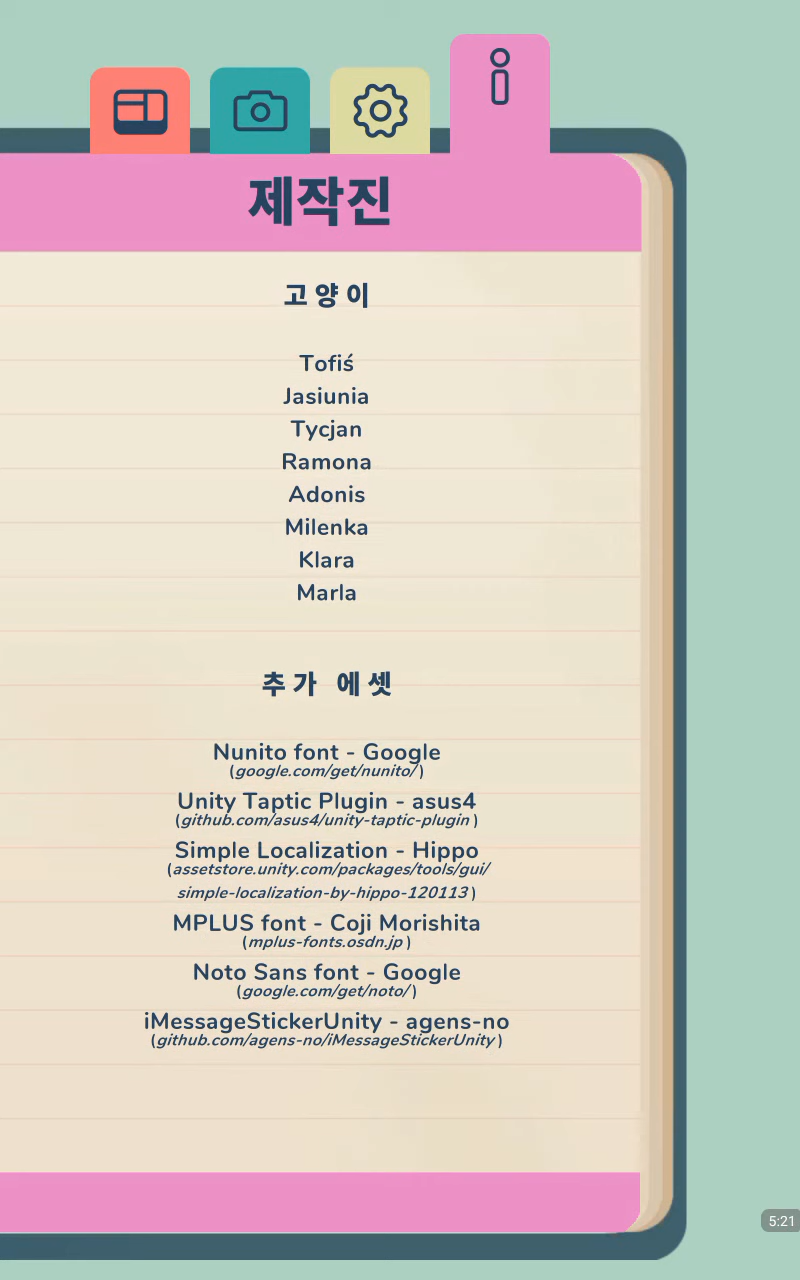 제작진
고양이
Tofiś
Jasiunia
Tycjan
Ramona
Adonis
Milenka
Klara
Marla
추가 에셋
Nunito font - Google
(google.com/get/nunito/)
Unity Taptic Plugin - asus4
(github.com/asus4/unity-taptic-plugin)
Simple Localization - Hippo
(assetstore.unity.com/packages/tools/gui/
simple-localization-by-hippo-120113)
MPLUS font - Coji Morishita
(mplus-fonts.osdn.jp)
Noto Sans font - Google
(google.com/get/noto/)
iMessageStickerUnity - agens-no
(github.com/agens-no/iMessageStickerUnity)
5:21